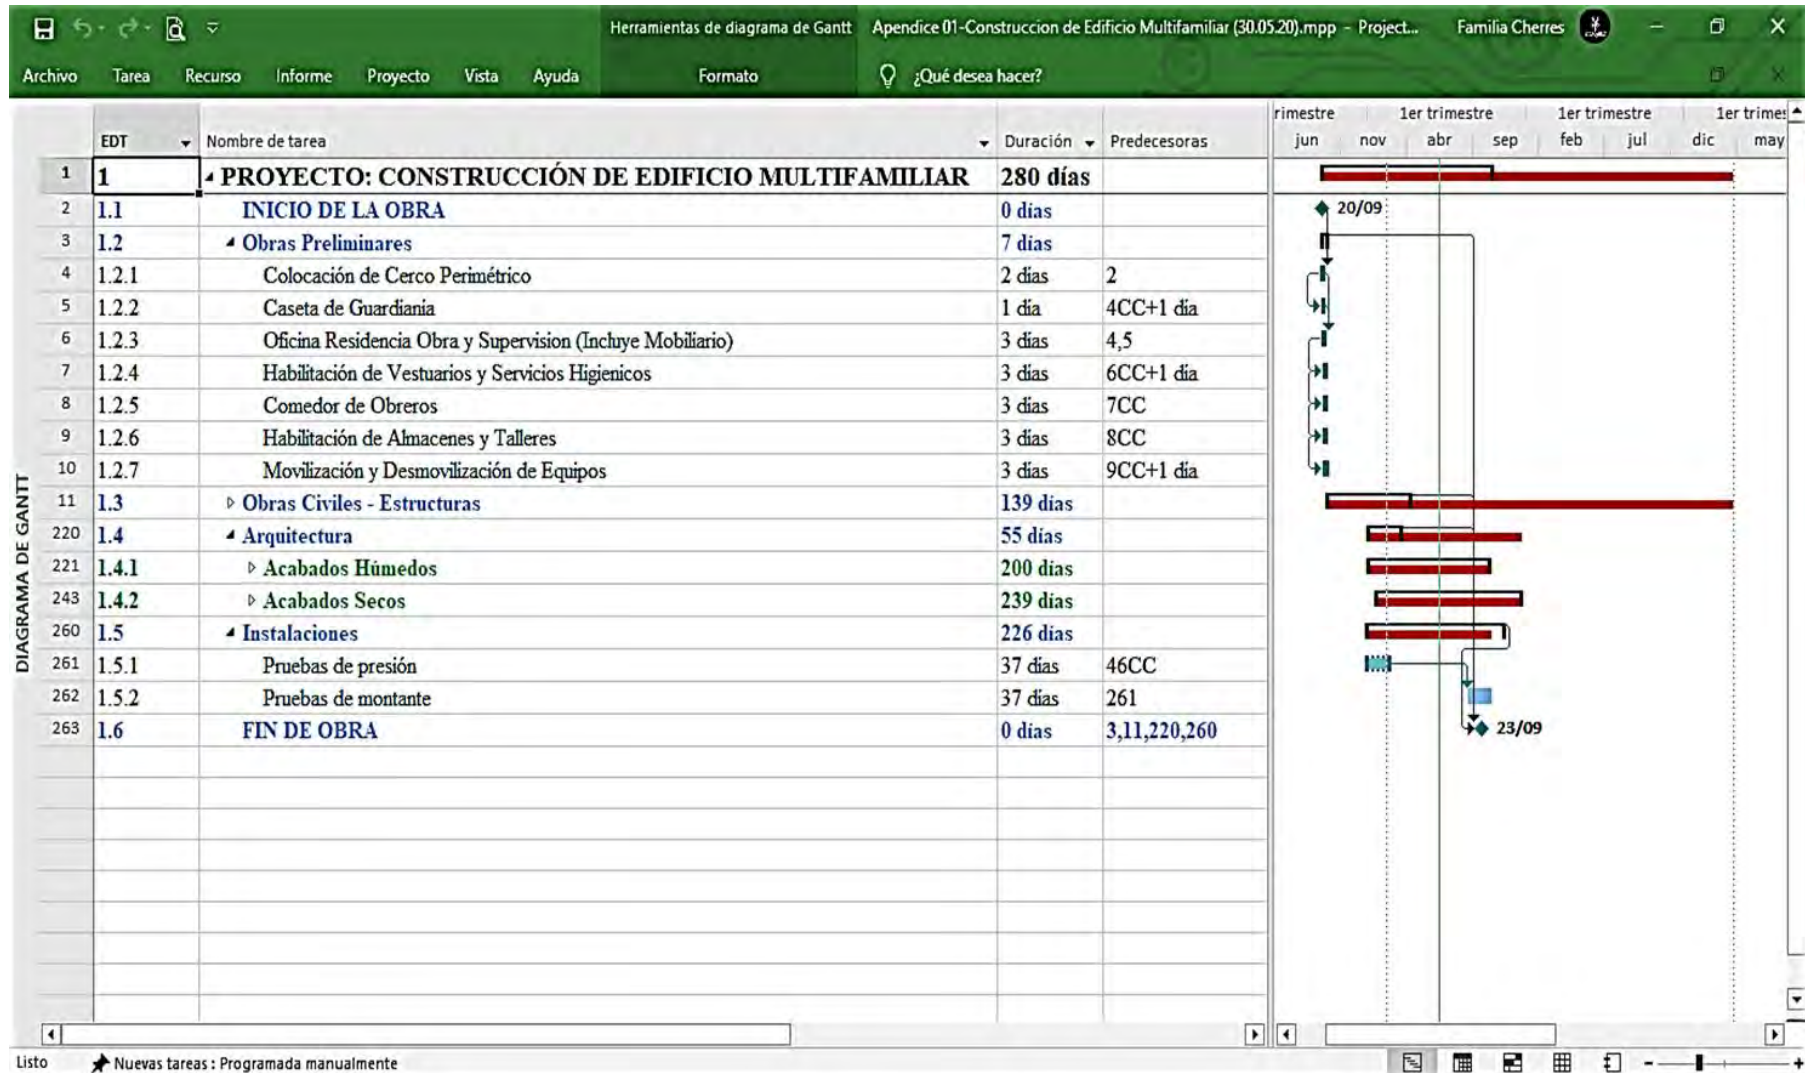 Herramientas de diagrama de Gantt Apendice 01-Construccion de Edificio Multifamiliar (30.05.20).mpp - Project... Familia Cherres
Archivo Tarea Recurso Informe Proyecto Vista Ayuda Formato ¿Qué desea hacer?
rimestre 1er trimestre 1er trimestre 1er trimes
EDT Nombre de tarea Duración Predecesoras jun nov abr sep feb jul dic may
1 1 PROYECTO: CONSTRUCCIÓN DE EDIFICIO MULTIFAMILIAR 280 días
2 1.1 INICIO DE LA OBRA 0 días 20/09
3 1.2 Obras Preliminares 7 días
4 1.2.1 Colocación de Cerco Perimétrico 2 días 2
5 1.2.2 Caseta de Guardianía 1 día 4CC+1 día
6 1.2.3 Oficina Residencia Obra y Supervision (Incluye Mobiliario) 3 días 4,5
7 1.2.4 Habilitación de Vestuarios y Servicios Higienicos 3 días 6CC+1 día
8 1.2.5 Comedor de Obreros 3 días 7CC
9 1.2.6 Habilitación de Almacenes y Talleres 3 días 8CC
10 1.2.7 Movilización y Desmovilización de Equipos 3 días 9CC+1 día
11 1.3 Obras Civiles - Estructuras 139 días
220 1.4 Arquitectura 55 días
221 1.4.1 Acabados Húmedos 200 días
243 1.4.2 Acabados Secos 239 días
260 1.5 Instalaciones 226 días
261 1.5.1 Pruebas de presión 37 días 46CC
262 1.5.2 Pruebas de montante 37 días 261
263 1.6 FIN DE OBRA 0 días 3,11,220,260 23/09
DIAGRAMA DE GANTT
Listo Nuevas tareas : Programada manualmente